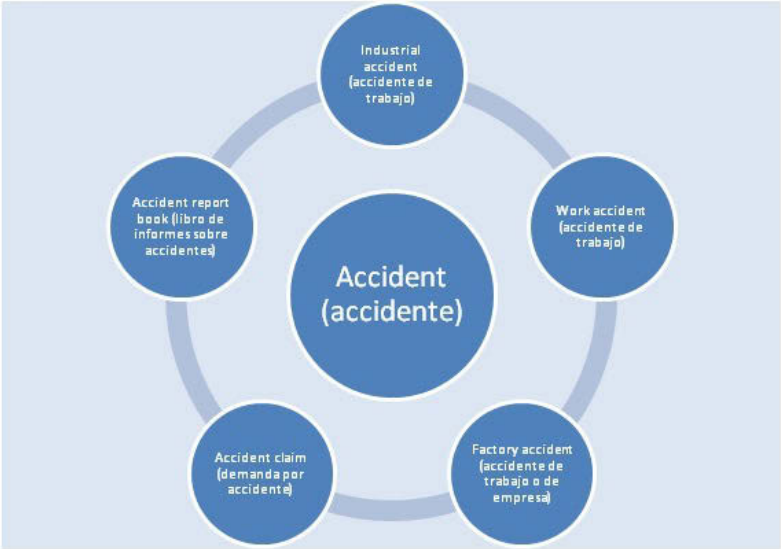 Industrial
accident
(accidente de
trabajo)
Work accident
(accidente de
trabajo)
Factory accident
(accidente de
trabajo o de
empresa)
Accident claim
(demanda por
accidente)
Accident report
book (libro de
informes sobre
accidentes)
Accident
(accidente)